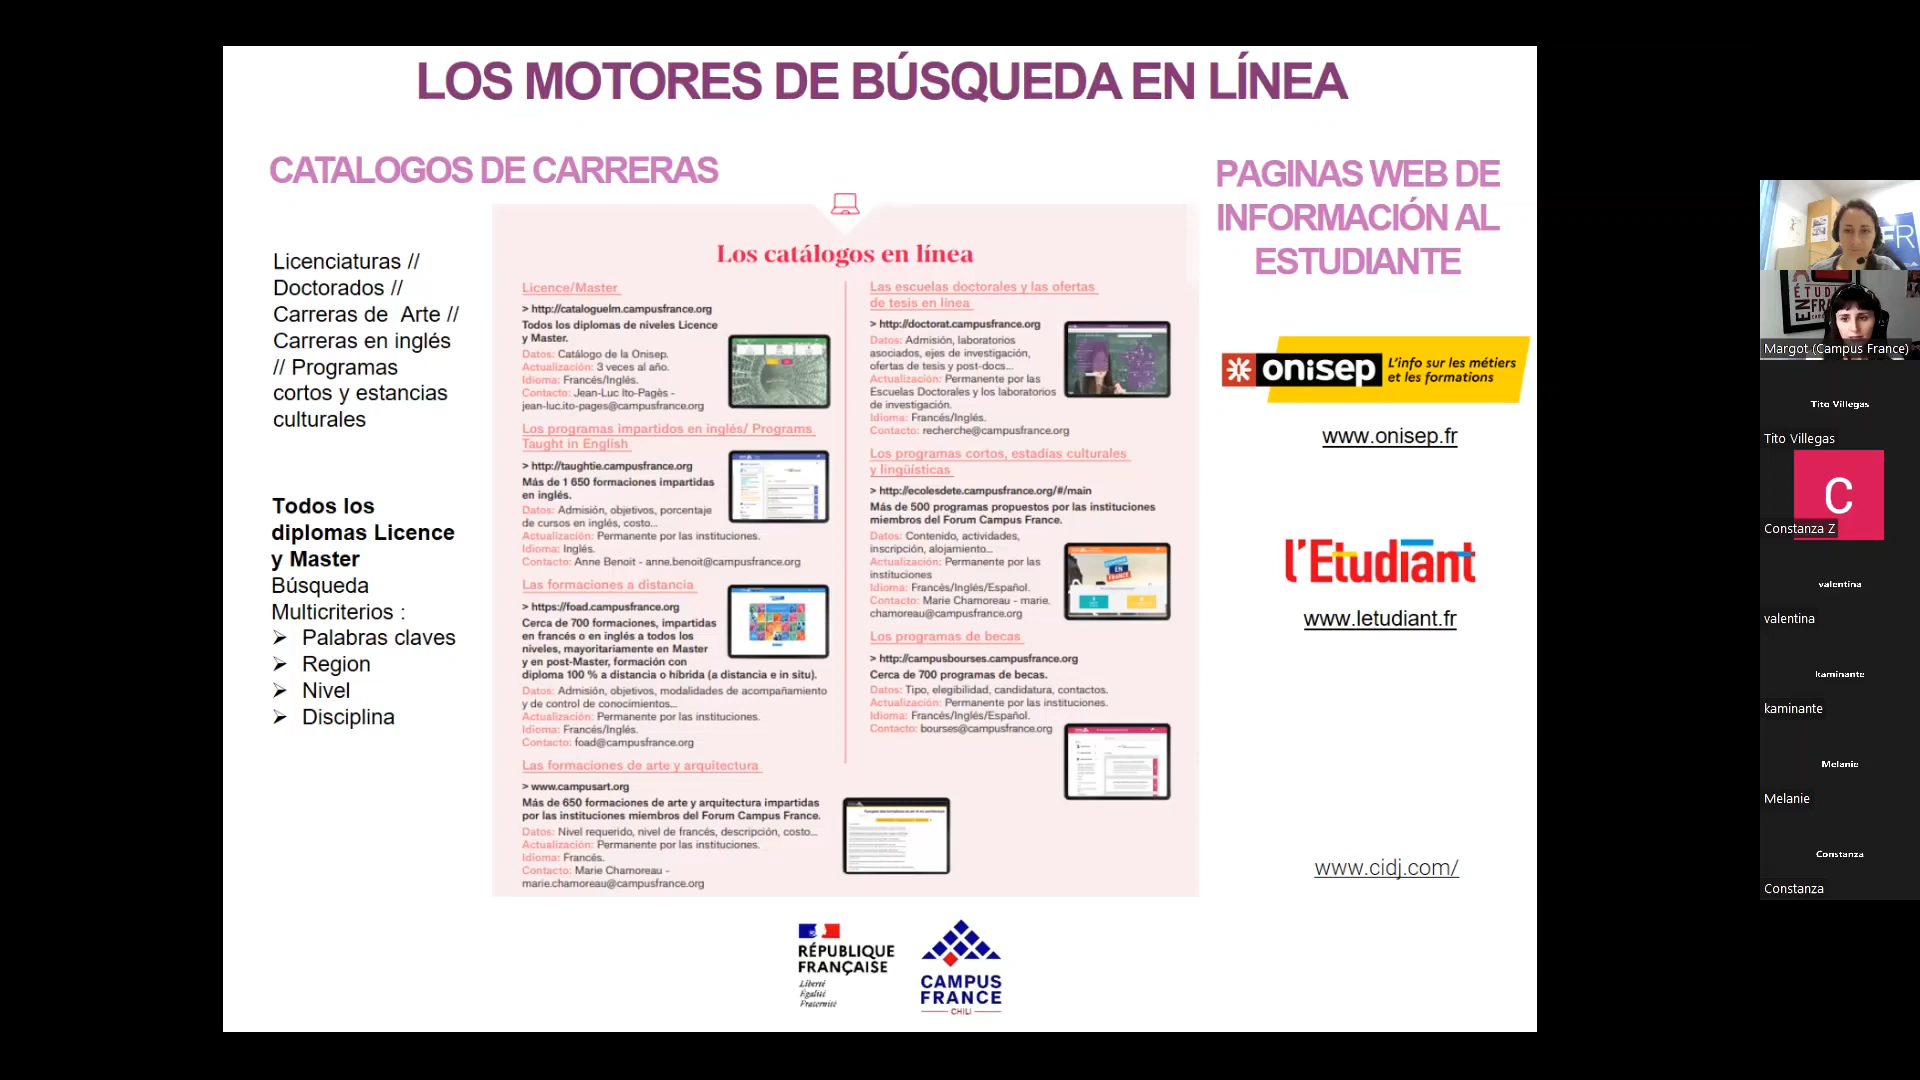 LOS MOTORES DE BÚSQUEDA EN LÍNEA
CATALOGOS DE CARRERAS
Licenciaturas //
Doctorados //
Carreras de Arte //
Carreras en inglés
// Programas
cortos y estancias
culturales
Todos los
diplomas Licence
y Master
Búsqueda
Multicriterios :
➢ Palabras claves
➢ Region
➢ Nivel
➢ Disciplina
Los catálogos en línea
Licence/Master
> http://cataloguelm.campusfrance.org
Todos los diplomas de niveles Licence
y Master.
Datos: Catálogo de la Onisep.
Actualización: 3 veces al año.
Idioma: Francés/Inglés.
Contacto: Jean-Luc Ito-Pagès -
jean-luc.ito-pages@campusfrance.org
Los programas impartidos en inglés/ Programs
Taught in English
> http://taughtie.campusfrance.org
Más de 1 650 formaciones impartidas
en inglés.
Datos: Admisión, objetivos, porcentaje
de cursos en inglés, costo...
Actualización: Permanente por las instituciones.
Idioma: Inglés.
Contacto: Anne Benoit - anne.benoit@campusfrance.org
Las formaciones a distancia
> https://foad.campusfrance.org
Cerca de 700 formaciones, impartidas
en francés o en inglés a todos los
niveles, mayoritariamente en Master
y en post-Master, formación con
diploma 100 % a distancia o híbrida (a distancia e in situ).
Datos: Admisión, objetivos, modalidades de acompañamiento
y de control de conocimientos...
Actualización: Permanente por las instituciones.
Idioma: Francés/Inglés.
Contacto: foad@campusfrance.org
Las formaciones de arte y arquitectura
> www.campusart.org
Más de 650 formaciones de arte y arquitectura impartidas
por las instituciones miembros del Forum Campus France.
Datos: Nivel requerido, nivel de francés, descripción, costo...
Actualización: Permanente por las instituciones.
Idioma: Francés.
Contacto: Marie Chamoreau -
marie.chamoreau@campusfrance.org
Las escuelas doctorales y las ofertas
de tesis en línea
> http://doctorat.campusfrance.org
Datos: Admisión, laboratorios
asociados, ejes de investigación,
ofertas de tesis y post-docs...
Actualización: Permanente por las
Escuelas Doctorales y los laboratorios
de investigación.
Idioma: Francés/Inglés.
Contacto: recherche@campusfrance.org
Los programas cortos, estadías culturales
y lingüísticas
> http://ecolesdete.campusfrance.org/#/main
Más de 500 programas propuestos por las instituciones
miembros del Forum Campus France.
Datos: Contenido, actividades,
inscripción, alojamiento...
Actualización: Permanente por las
instituciones
Idioma: Francés/Inglés/Español.
Contacto: Marie Chamoreau - marie.
chamoreau@campusfrance.org
Los programas de becas
> http://campusbourses.campusfrance.org
Cerca de 700 programas de becas.
Datos: Tipo, elegibilidad, candidatura, contactos.
Actualización: Permanente por las instituciones.
Idioma: Francés/Inglés/Español.
Contacto: bourses@campusfrance.org
PAGINAS WEB DE
INFORMACIÓN AL
ESTUDIANTE
onisep L'info sur les métiers
et les formations
www.onisep.fr
l'Etudiant
www.letudiant.fr
www.cidj.com/
RÉPUBLIQUE
FRANÇAISE
Liberté
Égalité
Fraternité
CAMPUS
FRANCE
CHILI
Margot (Campus France)
Tito Villegas
Tito Villegas
C
Constanza Z
valentina
valentina
kaminante
kaminante
Melanie
Melanie
Constanza
Constanza